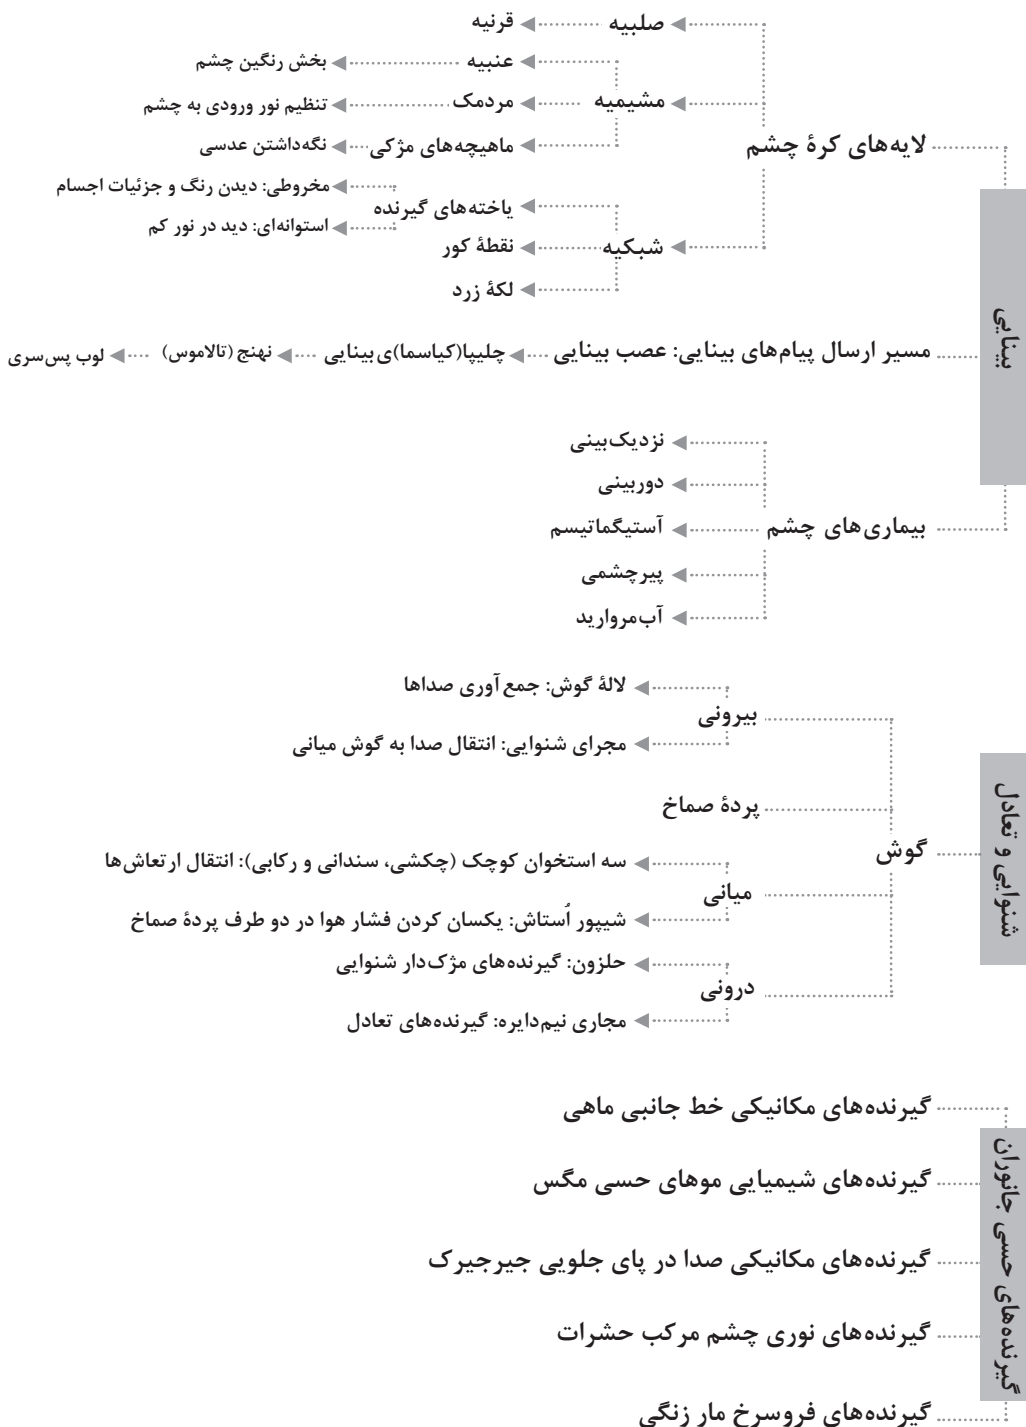 صلبیه
قرنیه
عنبیه
بخش رنگین چشم
مشیمیه
مردمک
تنظیم نور ورودی به چشم
لایه‌های کرهٔ چشم
ماهیچه‌های مژکی
نگه‌داشتن عدسی
یاخته‌های گیرنده
مخروطی: دیدن رنگ و جزئیات اجسام
استوانه‌ای: دید در نور کم
شبکیه
نقطهٔ کور
لکهٔ زرد
بینایی
مسیر ارسال پیام‌های بینایی: عصب بینایی
چلیپا(کیاسما)ی بینایی
نهنج (تالاموس)
لوب پس‌سری
نزدیک‌بینی
دوربینی
بیماری‌های چشم
آستیگماتیسم
پیرچشمی
آب‌مروارید
لالهٔ گوش: جمع‌آوری صداها
بیرونی
مجرای شنوایی: انتقال صدا به گوش میانی
پردهٔ صماخ
شنوایی و تعادل
گوش
سه استخوان کوچک (چکشی، سندانی و رکابی): انتقال ارتعاش‌ها
میانی
شیپور اُستاش: یکسان کردن فشار هوا در دو طرف پردهٔ صماخ
حلزون: گیرنده‌های مژک‌دار شنوایی
درونی
مجاری نیم‌دایره: گیرنده‌های تعادل
گیرنده‌های حسی جانوران
گیرنده‌های مکانیکی خط جانبی ماهی
گیرنده‌های شیمیایی موهای حسی مگس
گیرنده‌های مکانیکی صدا در پای جلویی جیرجیرک
گیرنده‌های نوری چشم مرکب حشرات
گیرنده‌های فروسرخ مار زنگی